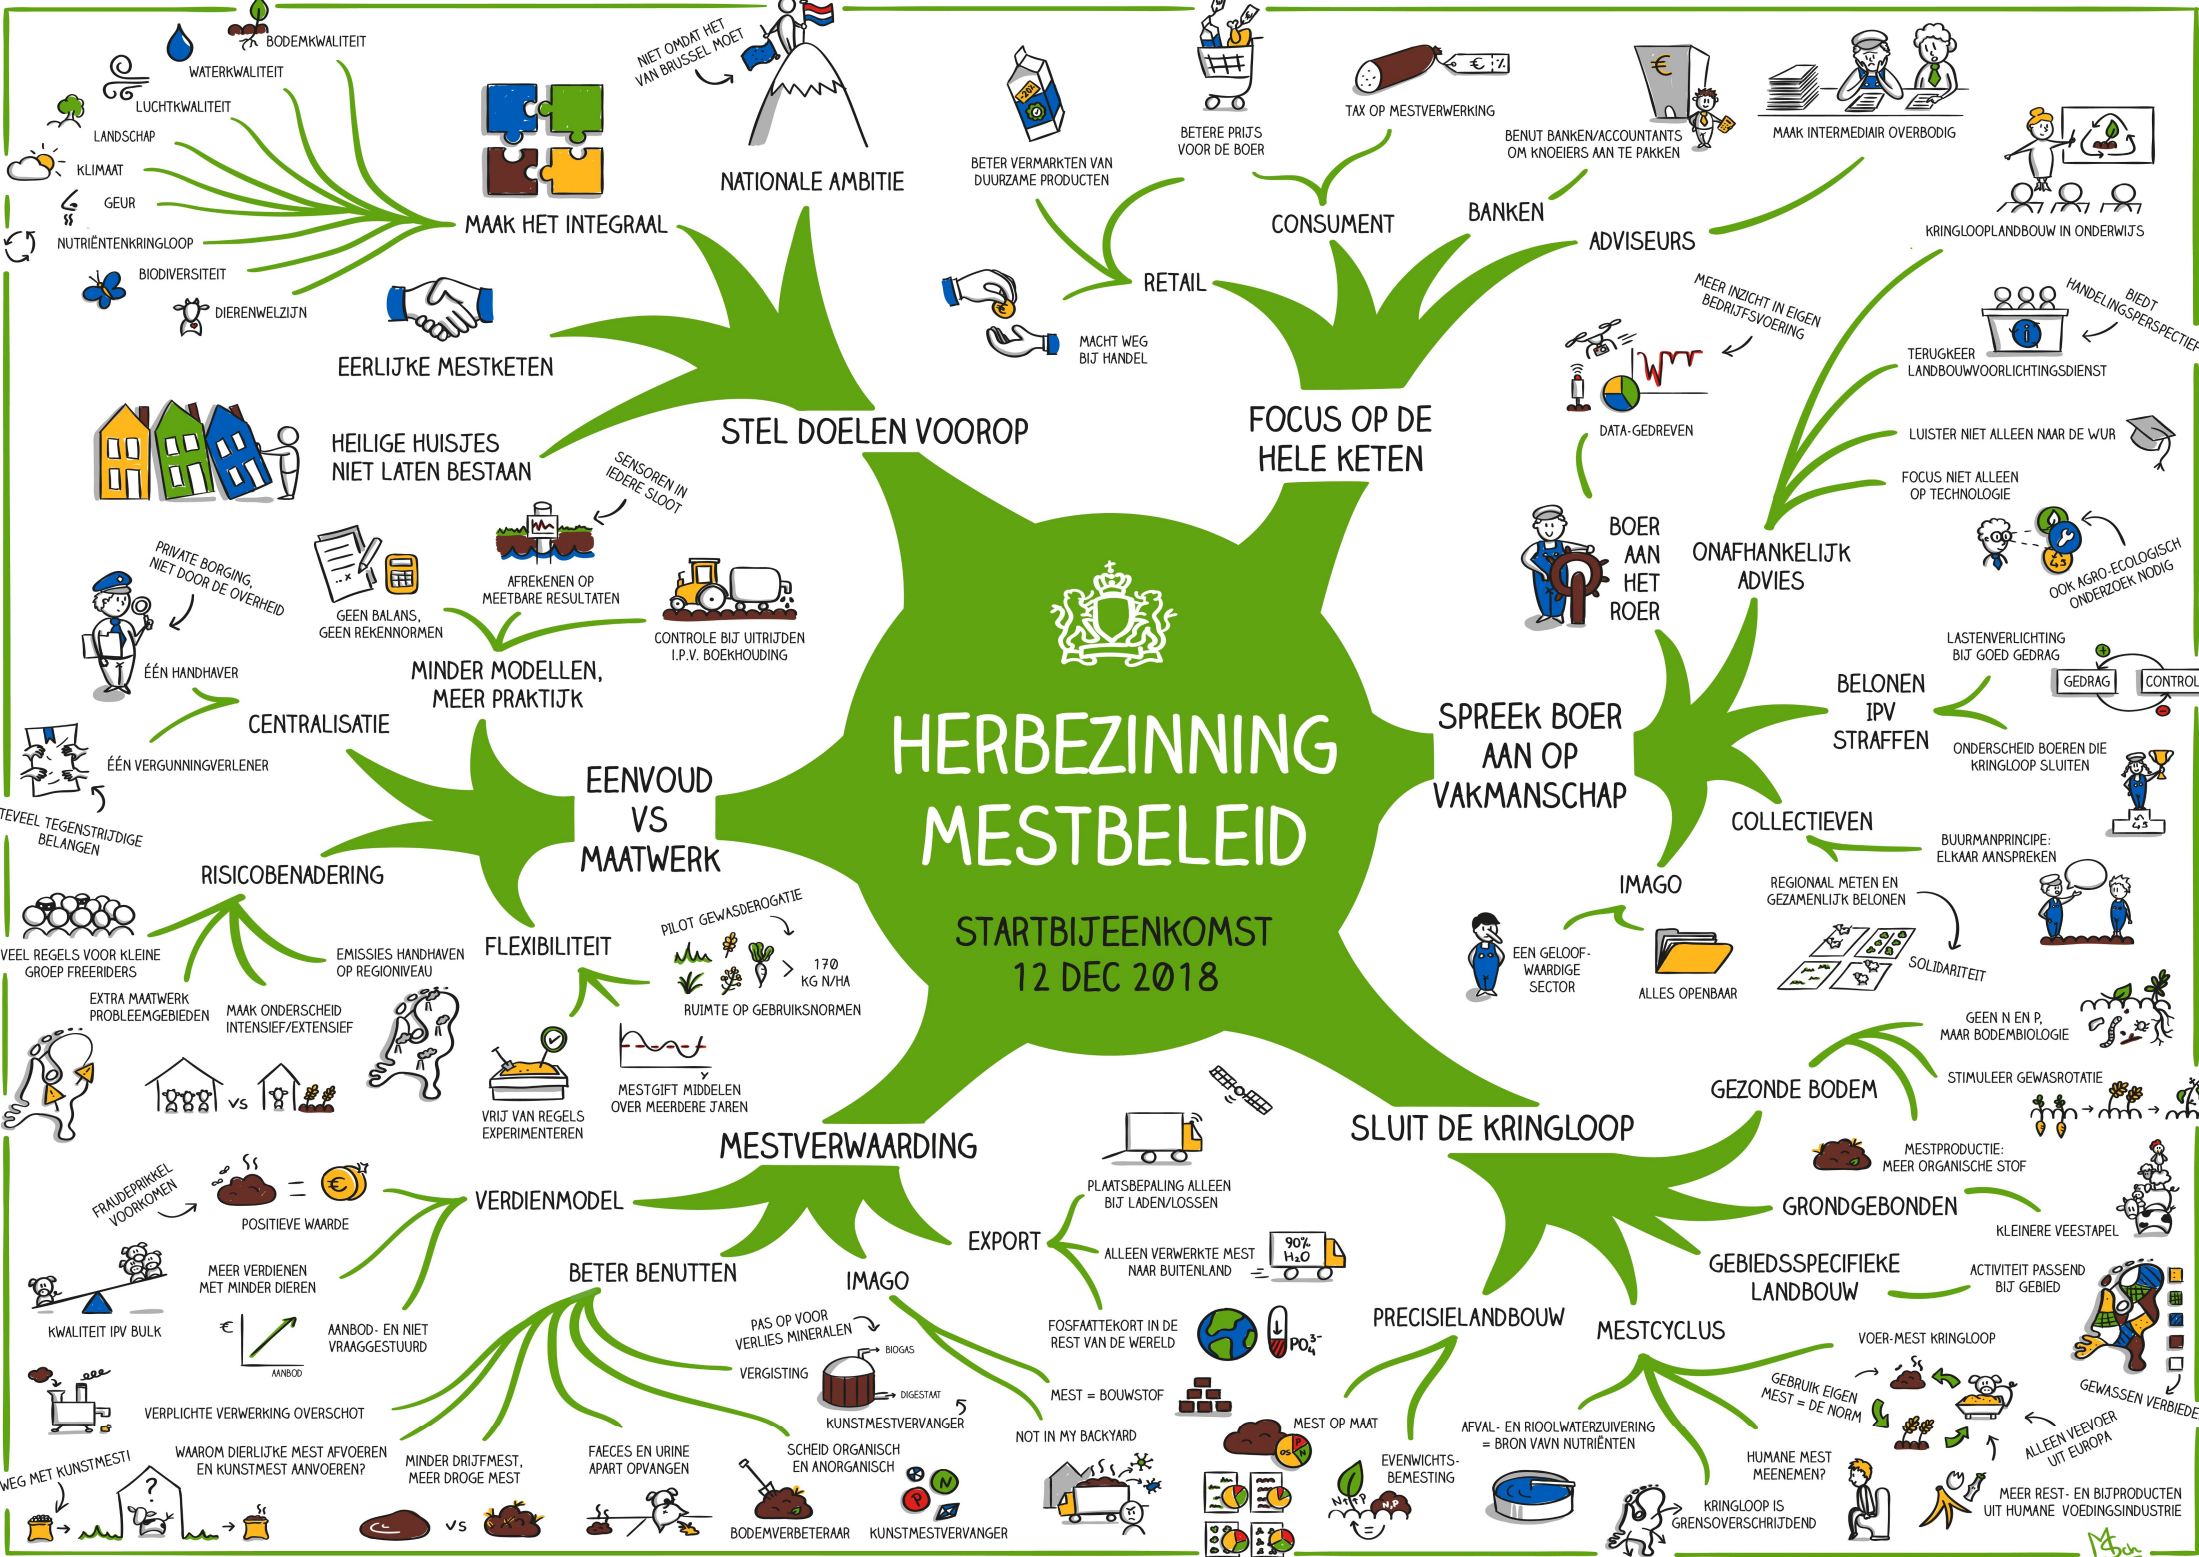 HERBEZINNING
MESTBELEID
STARTBIJEENKOMST
12 DEC 2018
STEL DOELEN VOOROP
MAAK HET INTEGRAAL
BODEMKWALITEIT
WATERKWALITEIT
LUCHTKWALITEIT
LANDSCHAP
KLIMAAT
GEUR
NUTRIËNTENKRINGLOOP
BIODIVERSITEIT
DIERENWELZIJN
NATIONALE AMBITIE
NIET OMDAT HET
VAN BRUSSEL MOET
EERLIJKE MESTKETEN
HEILIGE HUISJES
NIET LATEN BESTAAN
FOCUS OP DE
HELE KETEN
RETAIL
BETER VERMARKTEN VAN
DUURZAME PRODUCTEN
-20%
BETERE PRIJS
VOOR DE BOER
MACHT WEG
BIJ HANDEL
€
CONSUMENT
TAX OP MESTVERWERKING
€ %
BANKEN
€
BENUT BANKEN/ACCOUNTANTS
OM KNOEIERS AAN TE PAKKEN
ADVISEURS
MAAK INTERMEDIAIR OVERBODIG
SPREEK BOER
AAN OP
VAKMANSCHAP
BOER
AAN
HET
ROER
DATA-GEDREVEN
MEER INZICHT IN EIGEN
BEDRIJFSVOERING
ONAFHANKELIJK
ADVIES
KRINGLOOPLANDBOUW IN ONDERWIJS
TERUGKEER
LANDBOUWVOORLICHTINGSDIENST
i
BIEDT
HANDELINGSPERSPECTIEF
LUISTER NIET ALLEEN NAAR DE WUR
FOCUS NIET ALLEEN
OP TECHNOLOGIE
OOK AGRO-ECOLOGISCH
ONDERZOEK NODIG
BELONEN
IPV
STRAFFEN
LASTENVERLICHTING
BIJ GOED GEDRAG
+
GEDRAG
CONTROL
-
ONDERSCHEID BOEREN DIE
KRINGLOOP SLUITEN
COLLECTIEVEN
BUURMANPRINCIPE:
ELKAAR AANSPREKEN
REGIONAAL METEN EN
GEZAMENLIJK BELONEN
SOLIDARITEIT
IMAGO
EEN GELOOF-
WAARDIGE
SECTOR
ALLES OPENBAAR
SLUIT DE KRINGLOOP
GEZONDE BODEM
GEEN N EN P,
MAAR BODEMBIOLOGIE
STIMULEER GEWASROTATIE
MESTPRODUCTIE:
MEER ORGANISCHE STOF
GRONDGEBONDEN
KLEINERE VEESTAPEL
GEBIEDSSPECIFIEKE
LANDBOUW
ACTIVITEIT PASSEND
BIJ GEBIED
GEWASSEN VERBIEDE
MESTCYCLUS
VOER-MEST KRINGLOOP
GEBRUIK EIGEN
MEST = DE NORM
ALLEEN VEEVOER
UIT EUROPA
MEER REST- EN BIJPRODUCTEN
UIT HUMANE VOEDINGSINDUSTRIE
HUMANE MEST
MEENEMEN?
KRINGLOOP IS
GRENSOVERSCHRIJDEND
AFVAL- EN RIOOLWATERZUIVERING
= BRON VAVN NUTRIËNTEN
PRECISIELANDBOUW
MEST OP MAAT
OS P N
EVENWICHTS-
BEMESTING
N,P
MESTVERWAARDING
EXPORT
PLAATSBEPALING ALLEEN
BIJ LADEN/LOSSEN
ALLEEN VERWERKTE MEST
NAAR BUITENLAND
90%
H2O
FOSFAATTEKORT IN DE
REST VAN DE WERELD
PO₄³⁻
IMAGO
MEST = BOUWSTOF
NOT IN MY BACKYARD
BETER BENUTTEN
PAS OP VOOR
VERLIES MINERALEN
VERGISTING
BIOGAS
DIGESTAAT
KUNSTMESTVERVANGER
SCHEID ORGANISCH
EN ANORGANISCH
BODEMVERBETERAAR
P N
KUNSTMESTVERVANGER
FAECES EN URINE
APART OPVANGEN
MINDER DRIJFMEST,
MEER DROGE MEST
VS
WAAROM DIERLIJKE MEST AFVOEREN
EN KUNSTMEST AANVOEREN?
WEG MET KUNSTMEST!
?
VERPLICHTE VERWERKING OVERSCHOT
VERDIENMODEL
FRAUDEPRIKKEL
VOORKOMEN
= €
POSITIEVE WAARDE
MEER VERDIENEN
MET MINDER DIEREN
KWALITEIT IPV BULK
€
AANBOD
AANBOD- EN NIET
VRAAGGESTUURD
EENVOUD
VS
MAATWERK
MINDER MODELLEN,
MEER PRAKTIJK
GEEN BALANS,
GEEN REKENNORMEN
AFREKENEN OP
MEETBARE RESULTATEN
SENSOREN IN
IEDERE SLOOT
CONTROLE BIJ UITRIJDEN
I.P.V. BOEKHOUDING
CENTRALISATIE
PRIVATE BORGING,
NIET DOOR DE OVERHEID
ÉÉN HANDHAVER
ÉÉN VERGUNNINGVERLENER
TEVEEL TEGENSTRIJDIGE
BELANGEN
RISICOBENADERING
VEEL REGELS VOOR KLEINE
GROEP FREERIDERS
EXTRA MAATWERK
PROBLEEMGEBIEDEN
MAAK ONDERSCHEID
INTENSIEF/EXTENSIEF
VS
EMISSIES HANDHAVEN
OP REGIONIVEAU
FLEXIBILITEIT
PILOT GEWASDEROGATIE
> 170
KG N/HA
RUIMTE OP GEBRUIKSNORMEN
MESTGIFT MIDDELEN
OVER MEERDERE JAREN
Y
VRIJ VAN REGELS
EXPERIMENTEREN